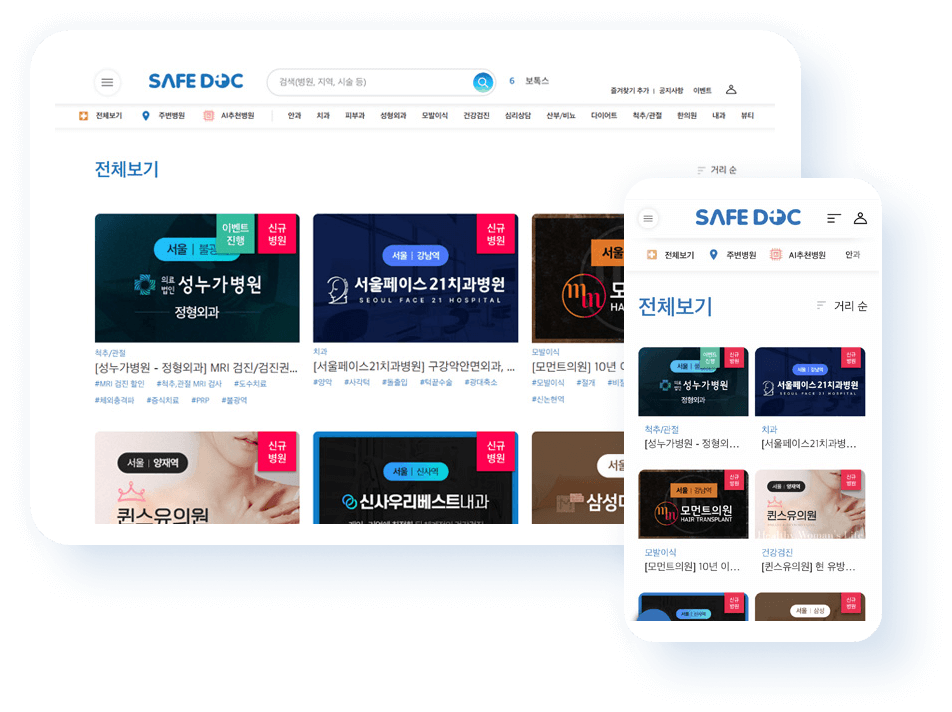 SAFE DOC
검색(병원, 지역, 시술 등)
6 보톡스
즐겨찾기 추가 | 공지사항 이벤트
전체보기 주변병원 AI추천병원 안과 치과 피부과 성형외과 모발이식 건강검진 심리상담 산부/비뇨 다이어트 척추/관절 한의원 내과 뷰티
전체보기
거리 순
이벤트 진행
신규 병원
서울 | 불광
의료법인 성누가병원
정형외과
척추/관절
[성누가병원 - 정형외과] MRI 검진/검진권...
#MRI 검진 할인 #척추,관절 MRI 검사 #도수치료
#체외충격파 #증식치료 #PRP #불광역
신규 병원
서울 | 강남역
서울페이스21치과병원
SEOUL FACE 21 HOSPITAL
치과
[서울페이스21치과병원] 구강악안면외과, ...
#양악 #사각턱 #돌출입 #턱끝수술 #광대축소
서울
모
HA
모발이식
[모먼트의원] 10년 이
#모발이식 #절개
#신논현역
신규 병원
서울 | 양재역
퀸스유의원
신규 병원
서울 | 신사역
신사우리베스트내과
서
삼성
SAFE DOC
전체보기 주변병원 AI추천병원 안과
전체보기
거리 순
이벤트 진행
신규 병원
서울 | 불광
의료법인 성누가병원
정형외과
척추/관절
[성누가병원 - 정형외...
신규 병원
서울 | 강남역
서울페이스21치과병원
SEOUL FACE 21 HOSPITAL
치과
[서울페이스21치과병...
신규 병원
서울 | 강남역
모먼트의원
HAIR TRANSPLANT
모발이식
[모먼트의원] 10년 이...
신규 병원
서울 | 양재역
퀸스유의원
건강검진
[퀸스유의원] 헌 유방...
신규 병원
서울 | 신사역
신규 병원
서울 | 삼성